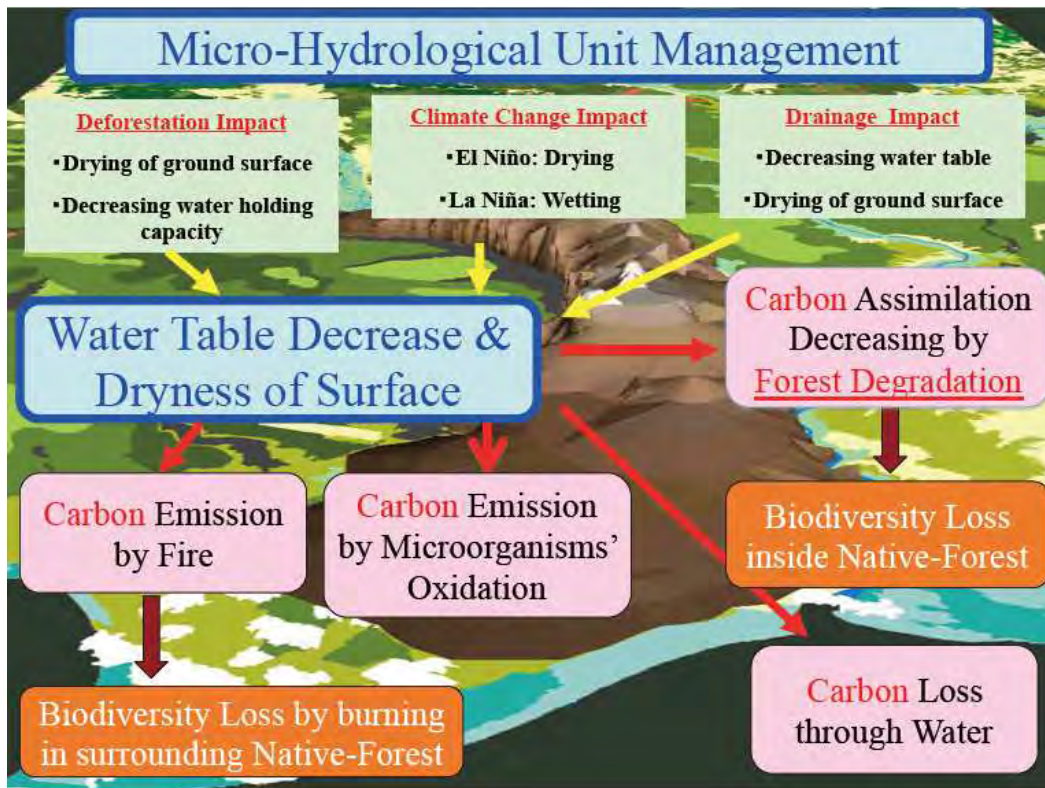 Micro-Hydrological Unit Management
Deforestation Impact
・Drying of ground surface
・Decreasing water holding
capacity
Climate Change Impact
・El Niño: Drying
・La Niña: Wetting
Drainage Impact
・Decreasing water table
・Drying of ground surface
Water Table Decrease &
Dryness of Surface
Carbon Assimilation
Decreasing by
Forest Degradation
Carbon Emission
by Fire
Carbon Emission
by Microorganisms’
Oxidation
Biodiversity Loss
inside Native-Forest
Biodiversity Loss by burning
in surrounding Native-Forest
Carbon Loss
through Water